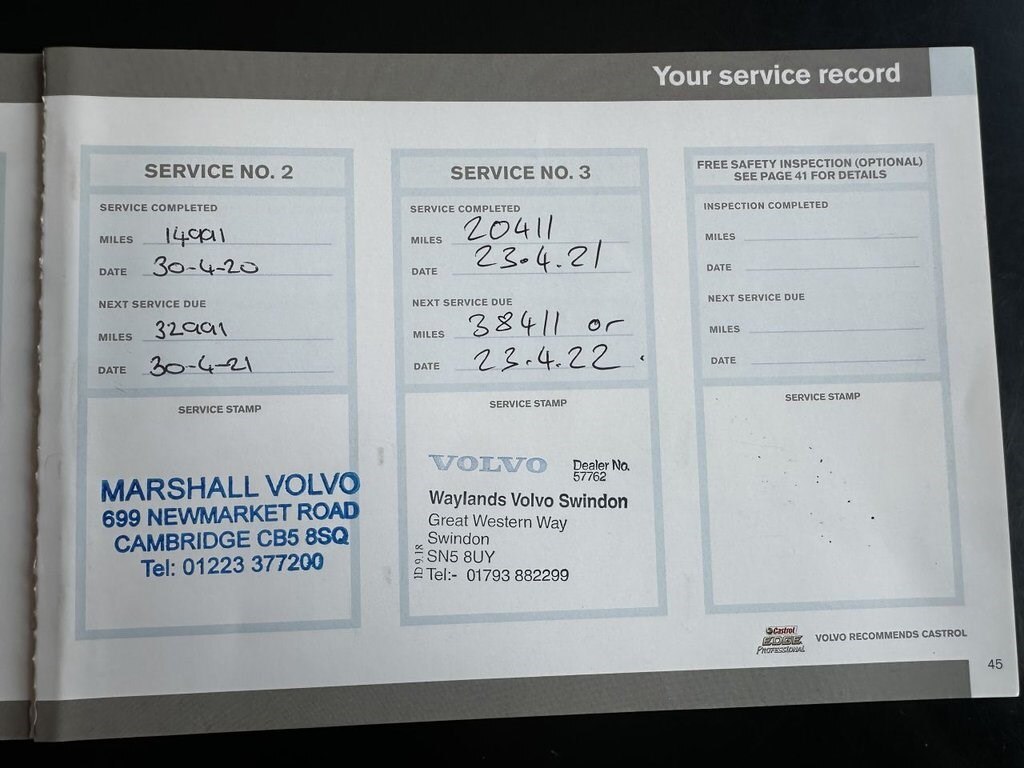 Your service record
SERVICE NO. 2
SERVICE COMPLETED
MILES 14991
DATE 30-4-20
NEXT SERVICE DUE
MILES 32991
DATE 30-4-21
SERVICE STAMP
MARSHALL VOLVO
699 NEWMARKET ROAD
CAMBRIDGE CB5 8SQ
Tel: 01223 377200
SERVICE NO. 3
SERVICE COMPLETED
MILES 20411
DATE 23.4.21
NEXT SERVICE DUE
MILES 38411 or
DATE 23.4.22.
SERVICE STAMP
VOLVO Dealer No.
57762
Waylands Volvo Swindon
Great Western Way
Swindon
SN5 8UY
Tel:- 01793 882299
1D 9.18
FREE SAFETY INSPECTION (OPTIONAL)
SEE PAGE 41 FOR DETAILS
INSPECTION COMPLETED
MILES
DATE
NEXT SERVICE DUE
MILES
DATE
SERVICE STAMP
Castrol
EDGE
PROFESSIONAL
VOLVO RECOMMENDS CASTROL
45